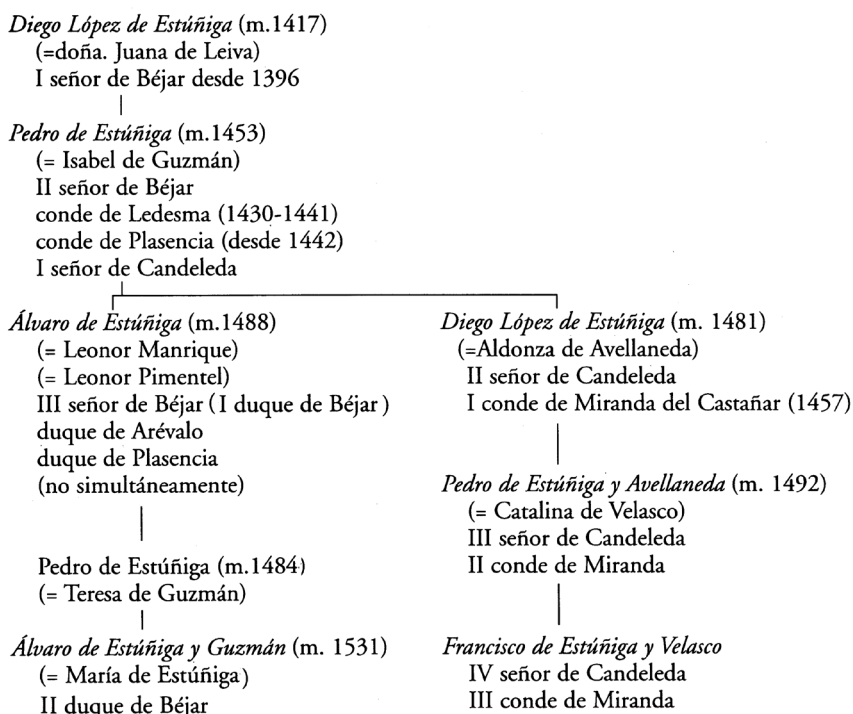 Diego López de Estúñiga (m.1417)
(=doña. Juana de Leiva)
I señor de Béjar desde 1396
Pedro de Estúñiga (m.1453)
(= Isabel de Guzmán)
II señor de Béjar
conde de Ledesma (1430-1441)
conde de Plasencia (desde 1442)
I señor de Candeleda
Álvaro de Estúñiga (m.1488)
(= Leonor Manrique)
(= Leonor Pimentel)
III señor de Béjar (I duque de Béjar)
duque de Arévalo
duque de Plasencia
(no simultáneamente)
Pedro de Estúñiga (m.1484)
(= Teresa de Guzmán)
Álvaro de Estúñiga y Guzmán (m. 1531)
(= María de Estúñiga)
II duque de Béjar
Diego López de Estúñiga (m. 1481)
(=Aldonza de Avellaneda)
II señor de Candeleda
I conde de Miranda del Castañar (1457)
Pedro de Estúñiga y Avellaneda (m. 1492)
(= Catalina de Velasco)
III señor de Candeleda
II conde de Miranda
Francisco de Estúñiga y Velasco
IV señor de Candeleda
III conde de Miranda